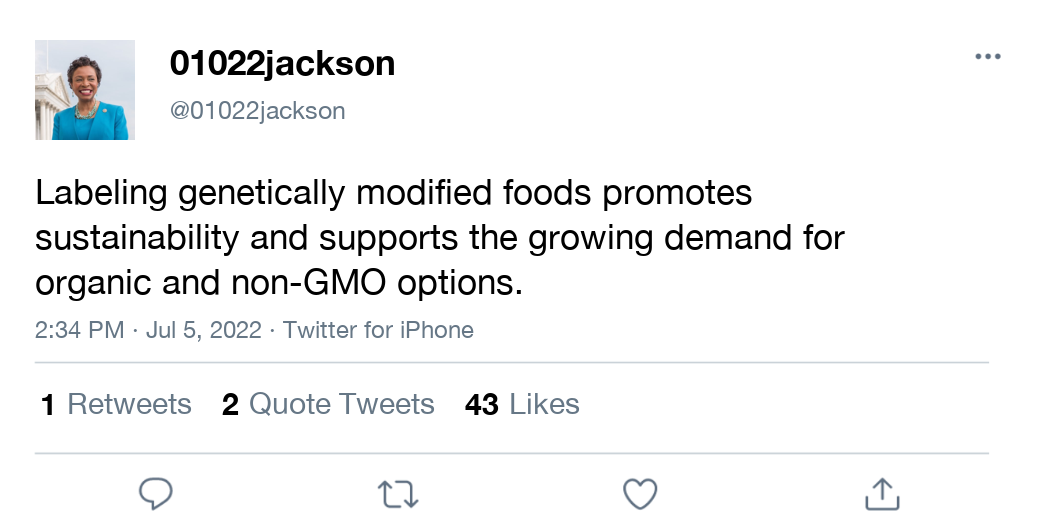 01022jackson
@01022jackson
Labeling genetically modified foods promotes
sustainability and supports the growing demand for
organic and non-GMO options.
2:34 PM · Jul 5, 2022 · Twitter for iPhone
1 Retweets 2 Quote Tweets 43 Likes